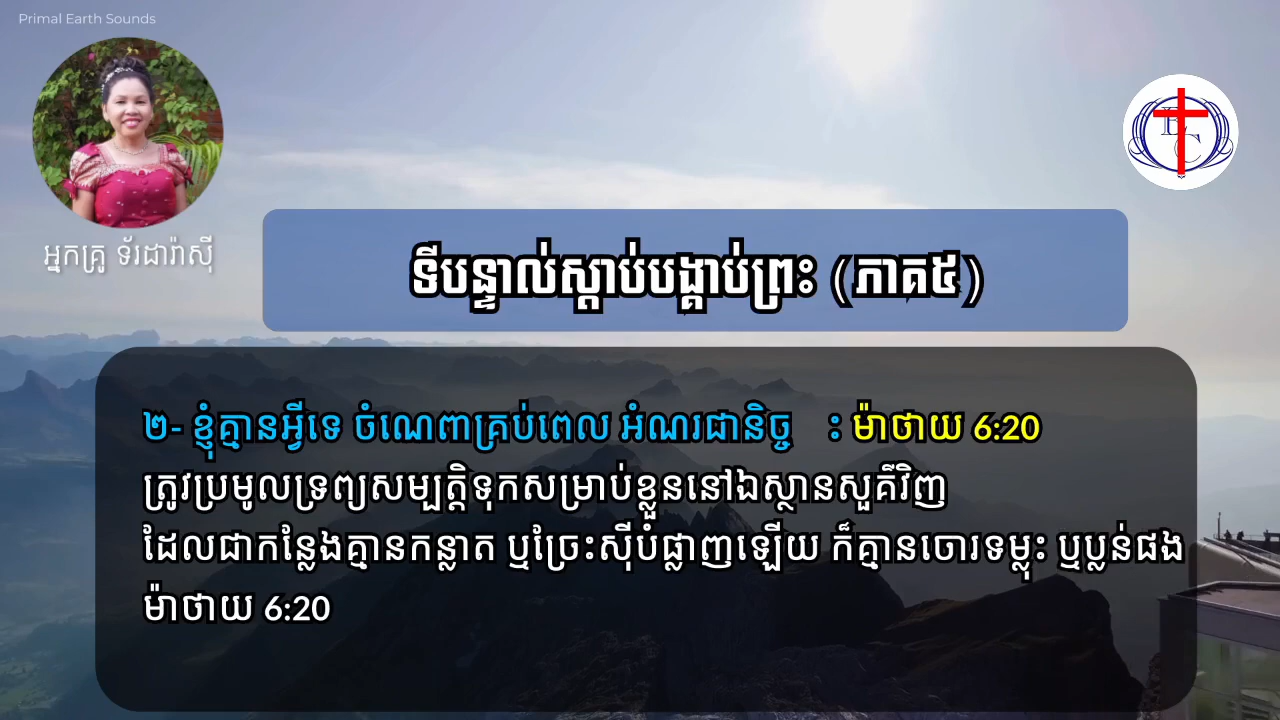 Primal Earth Sounds
អ្នកគ្រូ ទ័រដារ៉ាស៊ី
ទីបន្ទាល់ស្តាប់បង្គាប់ព្រះ (ភាគ៥)
២- ខ្ញុំគ្មានអ្វីទេ ចំណេញគ្រប់ពេល អំណរជានិច្ច : ម៉ាថាយ 6:20
ត្រូវប្រមូលទ្រព្យសម្បត្តិទុកសម្រាប់ខ្លួននៅឯស្ថានសួគ៌វិញ
ដែលជាកន្លែងគ្មានកន្លាត ឬច្រែះស៊ីបំផ្លាញឡើយ ក៏គ្មានចោរទម្លុះ ឬប្លន់ផង
ម៉ាថាយ 6:20